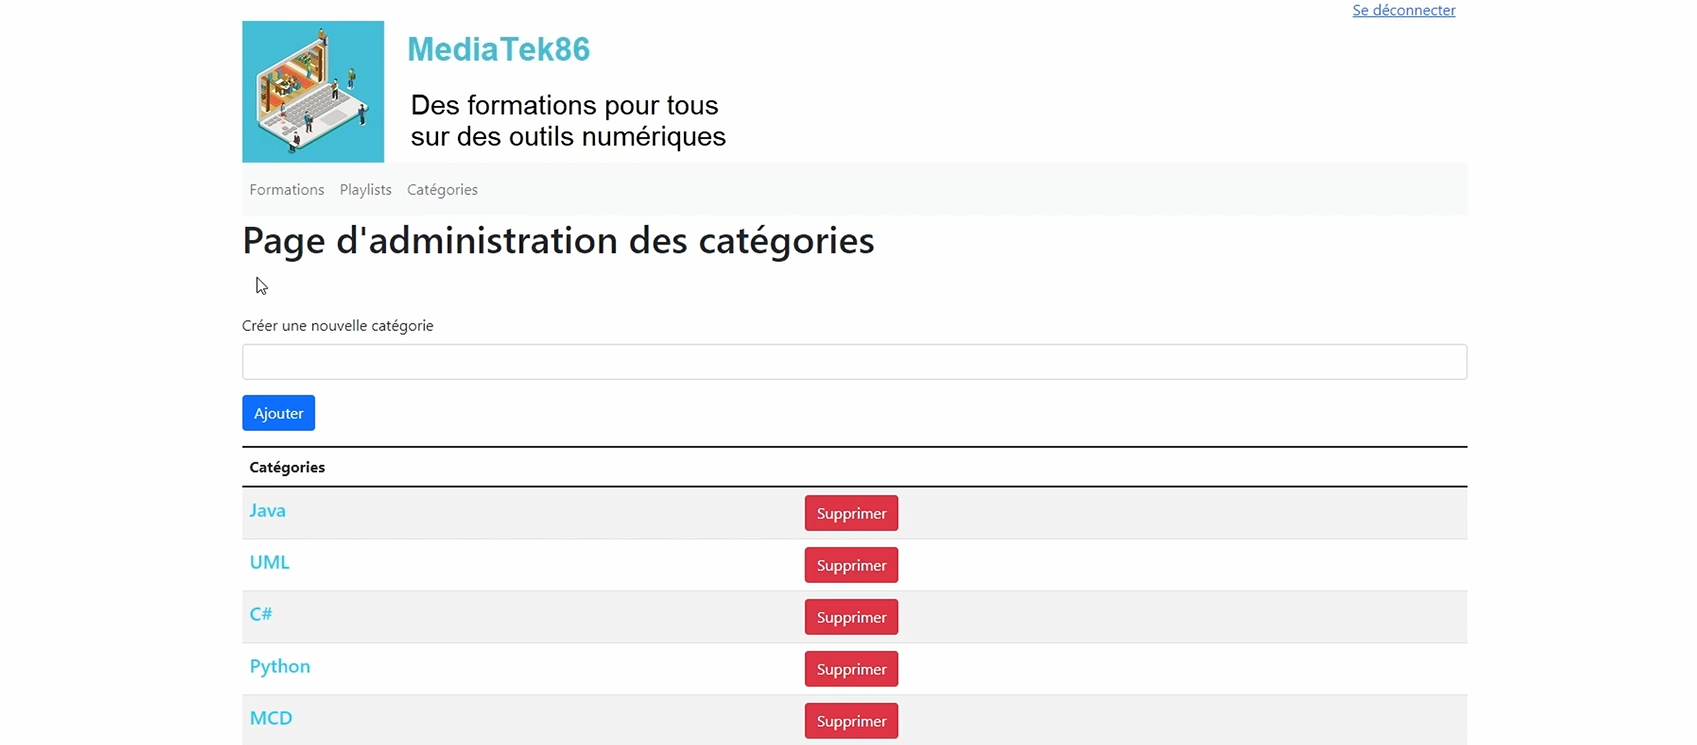 Se déconnecter
MediaTek86
Des formations pour tous
sur des outils numériques
Formations Playlists Catégories
Page d'administration des catégories
Créer une nouvelle catégorie
Ajouter
Catégories
Java Supprimer
UML Supprimer
C# Supprimer
Python Supprimer
MCD Supprimer